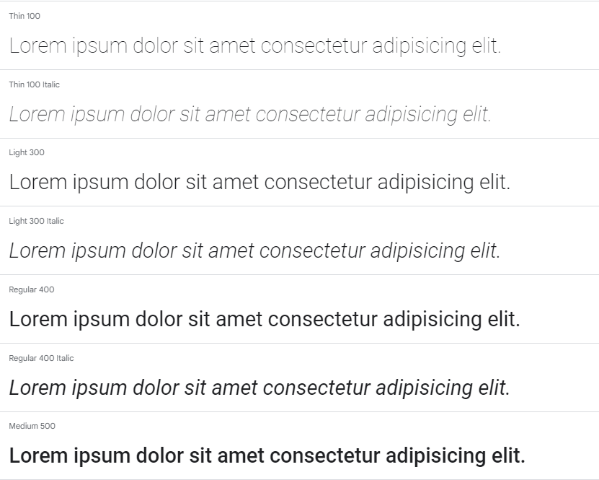 Thin 100
Lorem ipsum dolor sit amet consectetur adipisicing elit.
Thin 100 Italic
Lorem ipsum dolor sit amet consectetur adipisicing elit.
Light 300
Lorem ipsum dolor sit amet consectetur adipisicing elit.
Light 300 Italic
Lorem ipsum dolor sit amet consectetur adipisicing elit.
Regular 400
Lorem ipsum dolor sit amet consectetur adipisicing elit.
Regular 400 Italic
Lorem ipsum dolor sit amet consectetur adipisicing elit.
Medium 500
Lorem ipsum dolor sit amet consectetur adipisicing elit.